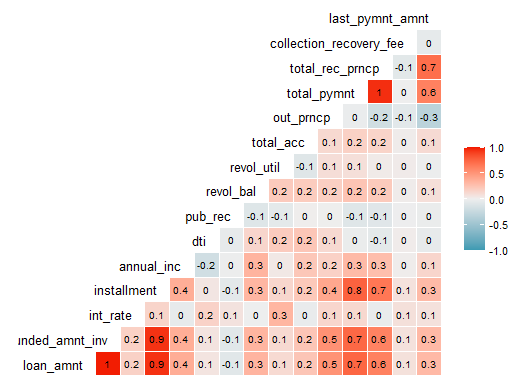 last_pymnt_amnt
collection_recovery_fee 0
total_rec_prncp -0.1 0.7
total_pymnt 1 0 0.6
out_prncp 0 -0.2 -0.1 -0.3
total_acc 0.1 0.2 0.2 0 0.1
revol_util -0.1 0.1 0.1 0 0 0
revol_bal 0.2 0.2 0.2 0.2 0.2 0 0.1
pub_rec -0.1 -0.1 0 0 -0.1 -0.1 0 0
dti 0 0.1 0.2 0.2 0.1 0 -0.1 0 0
annual_inc -0.2 0 0.3 0 0.2 0.2 0.3 0.3 0 0.1
installment 0.4 0 -0.1 0.3 0.1 0.2 0.4 0.8 0.7 0.1 0.3
int_rate 0.1 0 0.2 0.1 0 0.3 0 0.1 0.1 0 0.1 0.1
nded_amnt_inv 0.2 0.9 0.4 0.1 -0.1 0.3 0.1 0.2 0.5 0.7 0.6 0.1 0.3
loan_amnt 1 0.2 0.9 0.4 0.1 -0.1 0.3 0.1 0.2 0.5 0.7 0.6 0.1 0.3
1.0
0.5
0.0
-0.5
-1.0